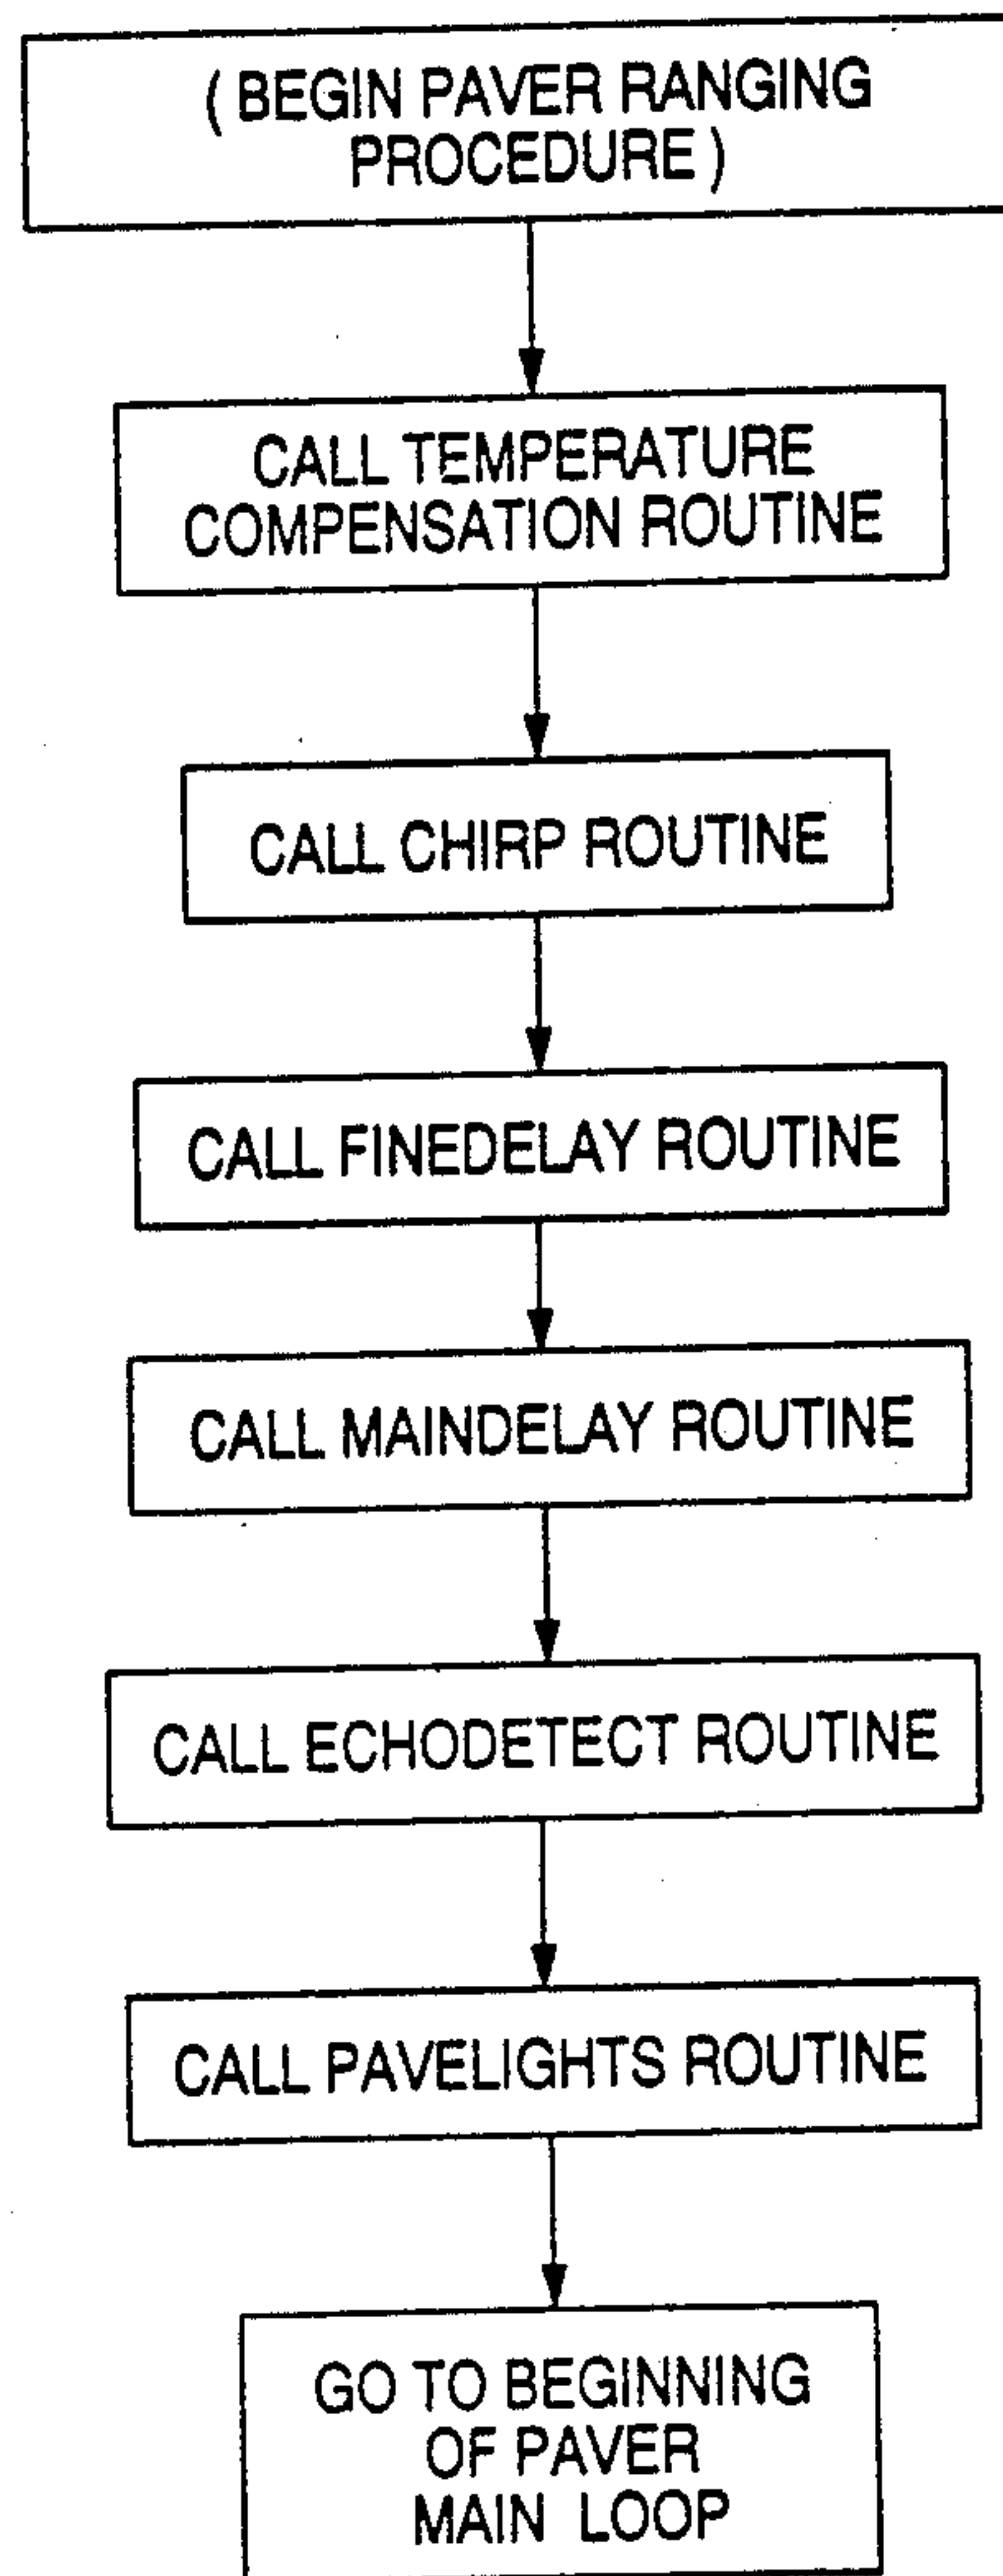 ( BEGIN PAVER RANGING
PROCEDURE )
CALL TEMPERATURE
COMPENSATION ROUTINE
CALL CHIRP ROUTINE
CALL FINEDELAY ROUTINE
CALL MAINDELAY ROUTINE
CALL ECHODETECT ROUTINE
CALL PAVELIGHTS ROUTINE
GO TO BEGINNING
OF PAVER
MAIN LOOP